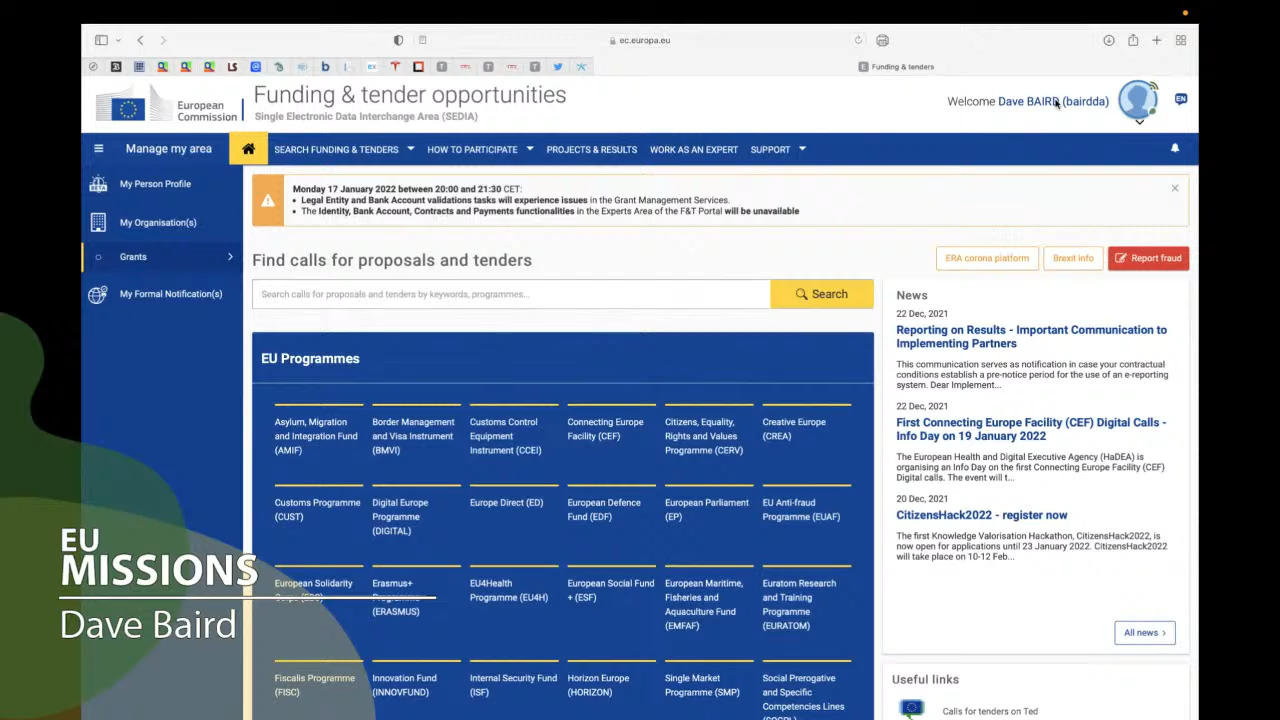 ec.europa.eu
Funding & tenders
European
Commission
Funding & tender opportunities
Single Electronic Data Interchange Area (SEDIA)
Welcome Dave BAIRD (bairdda)
EN
Manage my area
SEARCH FUNDING & TENDERS
HOW TO PARTICIPATE
PROJECTS & RESULTS
WORK AS AN EXPERT
SUPPORT
My Person Profile
My Organisation(s)
Grants
My Formal Notification(s)
Monday 17 January 2022 between 20:00 and 21:30 CET:
• Legal Entity and Bank Account validations tasks will experience issues in the Grant Management Services.
• The Identity, Bank Account, Contracts and Payments functionalities in the Experts Area of the F&T Portal will be unavailable
Find calls for proposals and tenders
ERA corona platform
Brexit info
Report fraud
Search calls for proposals and tenders by keywords, programmes...
Search
EU Programmes
Asylum, Migration
and Integration Fund
(AMIF)
Border Management
and Visa Instrument
(BMVI)
Customs Control
Equipment
Instrument (CCEI)
Connecting Europe
Facility (CEF)
Citizens, Equality,
Rights and Values
Programme (CERV)
Creative Europe
(CREA)
Customs Programme
(CUST)
Digital Europe
Programme
(DIGITAL)
Europe Direct (ED)
European Defence
Fund (EDF)
European Parliament
(EP)
EU Anti-fraud
Programme (EUAF)
European Solidarity
Erasmus+
(ERASMUS)
EU4Health
Programme (EU4H)
European Social Fund
+ (ESF)
European Maritime,
Fisheries and
Aquaculture Fund
(EMFAF)
Euratom Research
and Training
Programme
(EURATOM)
Fiscalis Programme
(FISC)
Innovation Fund
(INNOVFUND)
Internal Security Fund
(ISF)
Horizon Europe
(HORIZON)
Single Market
Programme (SMP)
Social Prerogative
and Specific
Competencies Lines
News
22 Dec, 2021
Reporting on Results - Important Communication to
Implementing Partners
This communication serves as notification in case your contractual
conditions establish a pre-notice period for the use of an e-reporting
system. Dear Implement...
22 Dec, 2021
First Connecting Europe Facility (CEF) Digital Calls -
Info Day on 19 January 2022
The European Health and Digital Executive Agency (HaDEA) is
organising an Info Day on the first Connecting Europe Facility (CEF)
Digital calls. The event will t...
20 Dec, 2021
CitizensHack2022 - register now
The first Knowledge Valorisation Hackathon, CitizensHack2022, is
now open for applications until 23 January 2022. CitizensHack2022
will take place on 10-12 Feb...
All news
Useful links
Calls for tenders on Ted
EU
MISSIONS
Dave Baird